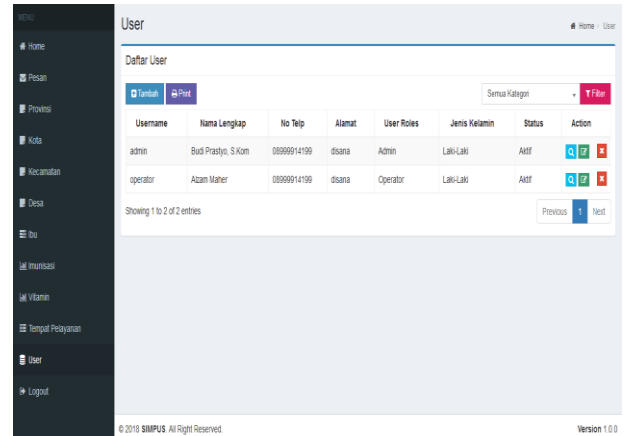 MENU
Home
Pesan
Provinsi
Kota
Kecamatan
Desa
Ibu
Imunisasi
Vitamin
Tempat Pelayanan
User
Logout
User
Home / User
Daftar User
Tambah Print Semua Kategori Filter
Username Nama Lengkap No Telp Alamat User Roles Jenis Kelamin Status Action
admin Budi Prastyo, S.Kom 08999914199 disana Admin Laki-Laki Aktif
operator Atzam Maher 08999914199 disana Operator Laki-Laki Aktif
Showing 1 to 2 of 2 entries
Previous 1 Next
© 2018 SIMPUS. All Right Reserved.
Version 1.0.0